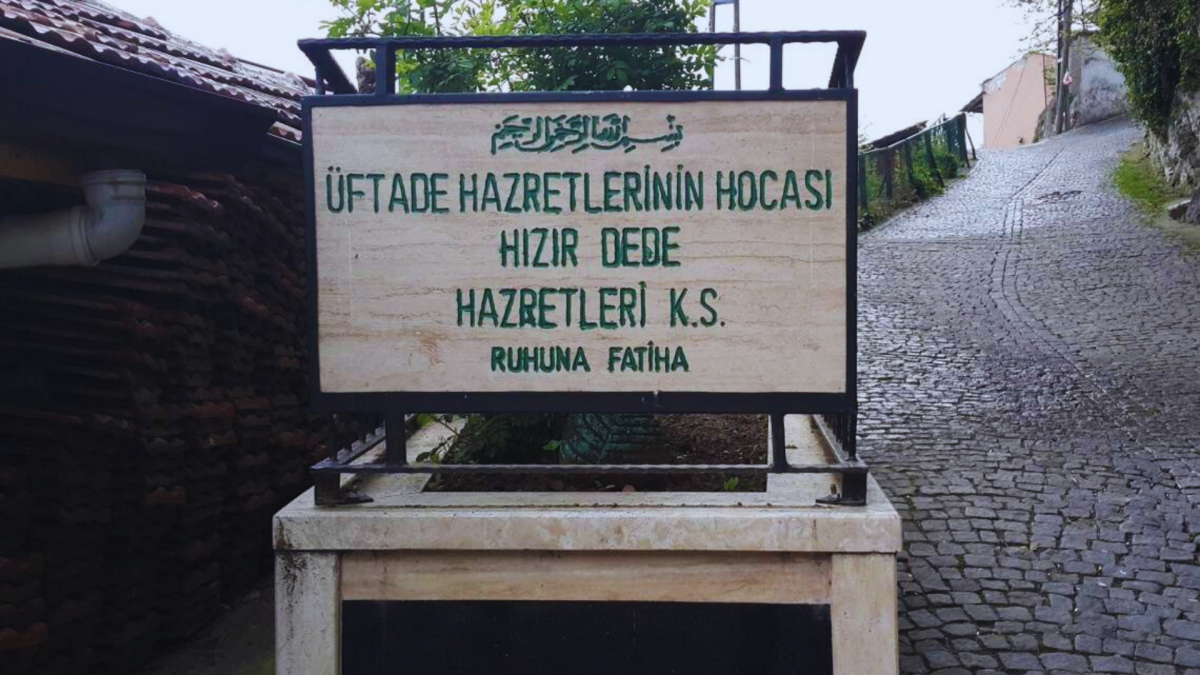 بسم الله الرحمن الرحيم
ÜFTADE HAZRETLERİNİN HOCASI
HIZIR DEDE
HAZRETLERİ K.S.
RUHUNA FATİHA